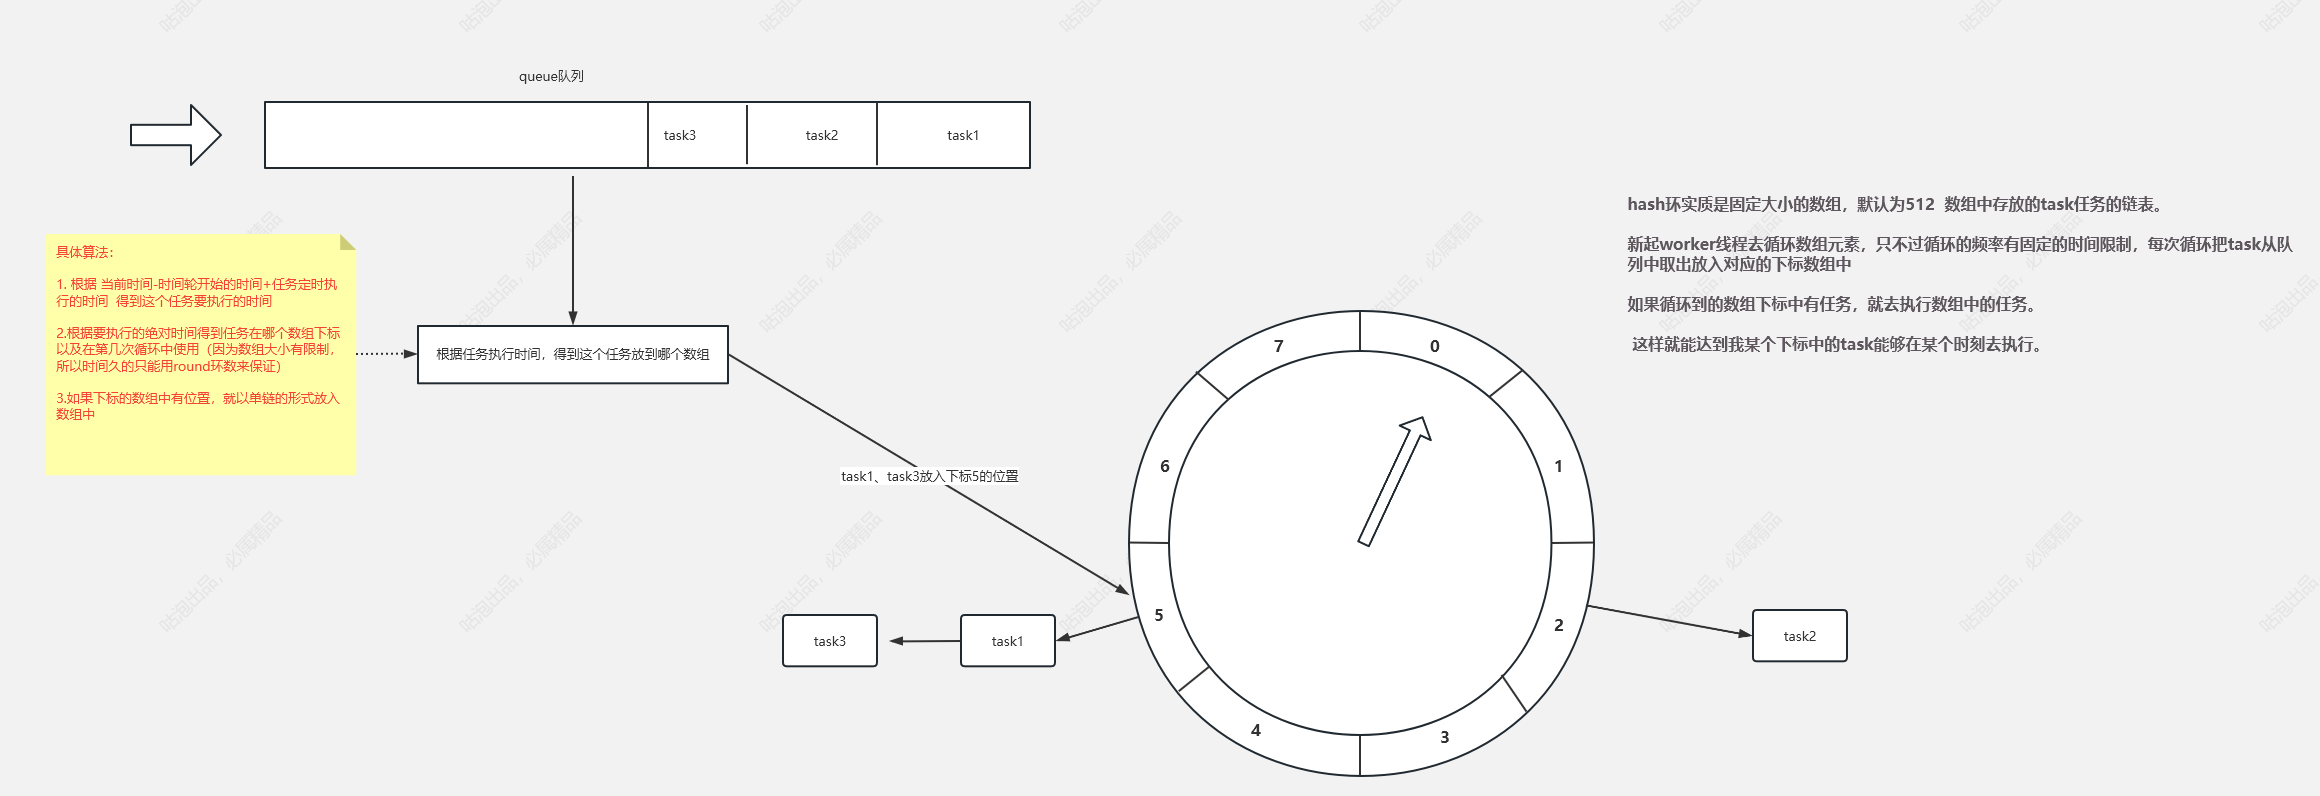 queue队列
task3
task2
task1
具体算法：
1. 根据 当前时间-时间轮开始的时间+任务定时执
行的时间 得到这个任务要执行的时间
2.根据要执行的绝对时间得到任务在哪个数组下标
以及在第几次循环中使用（因为数组大小有限制，
所以时间久的只能用round环数来保证）
3.如果下标的数组中有位置，就以单链的形式放入
数组中
根据任务执行时间，得到这个任务放到哪个数组
task1、task3放入下标5的位置
hash环实质是固定大小的数组，默认为512 数组中存放的task任务的链表。
新起worker线程去循环数组元素，只不过循环的频率有固定的时间限制，每次循环把task从队
列中取出放入对应的下标数组中
如果循环到的数组下标中有任务，就去执行数组中的任务。
这样就能达到我某个下标中的task能够在某个时刻去执行。
7
0
6
1
5
2
4
3
task3
task1
task2
咕泡出品，必属精品